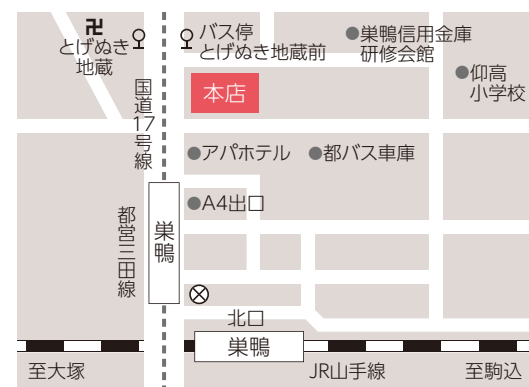 卍
とげぬき
地蔵
バス停
とげぬき地蔵前
巣鴨信用金庫
研修会館
仰高
小学校
国道17号線
本店
アパホテル
都バス車庫
A4出口
都営三田線
巣鴨
北口
巣鴨
至大塚
JR山手線
至駒込